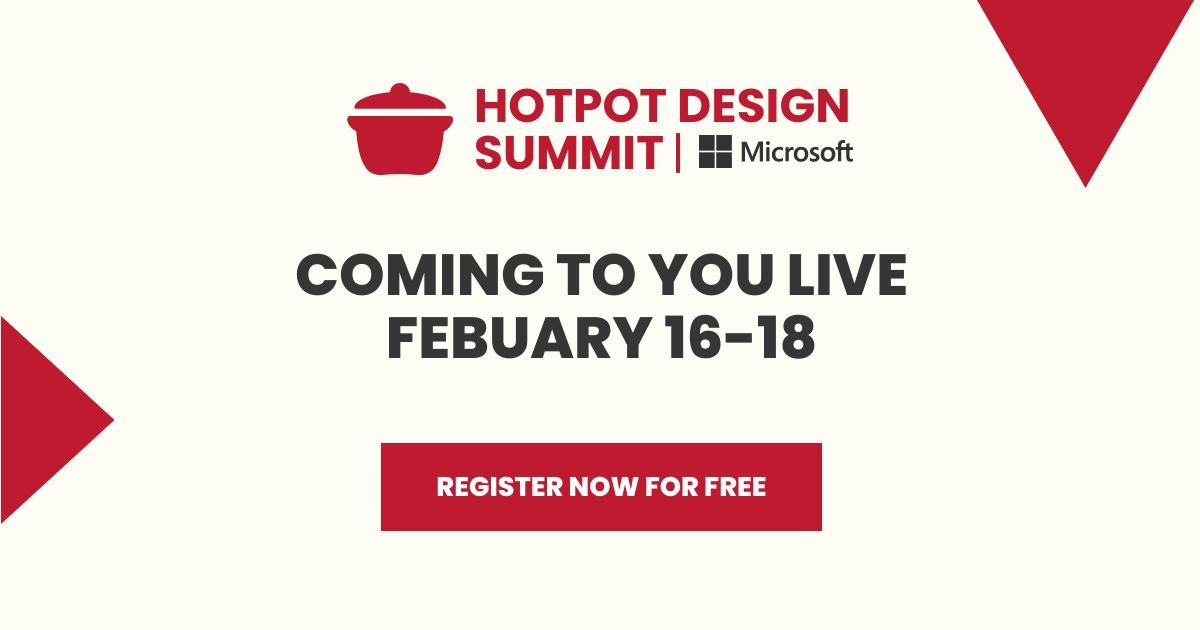 HOTPOT DESIGN
SUMMIT | Microsoft
COMING TO YOU LIVE
FEBUARY 16-18
REGISTER NOW FOR FREE